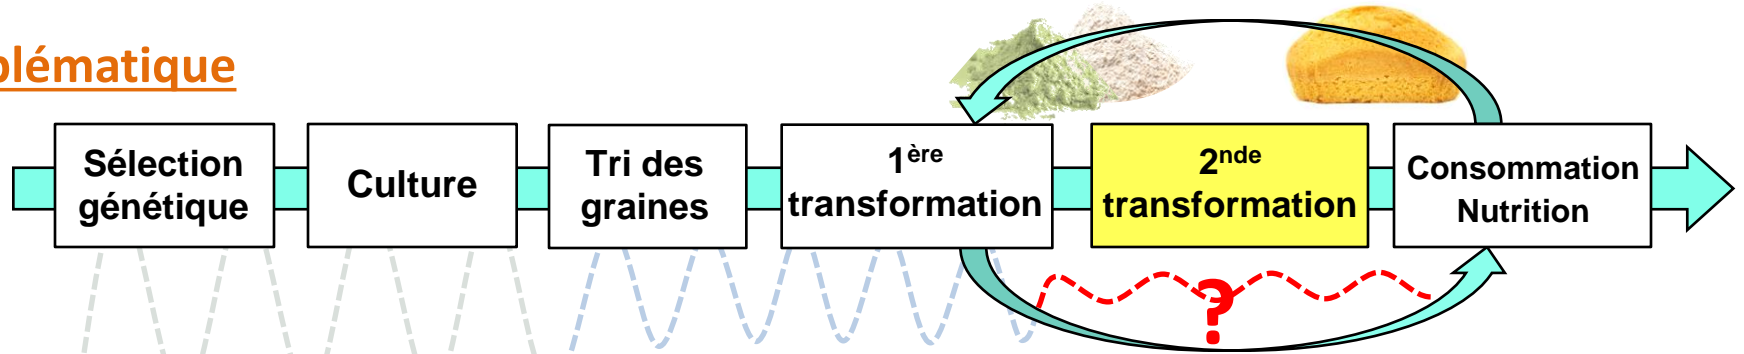 blématique
Sélection
génétique
Culture
Tri des
graines
1ère
transformation
2nde
transformation
Consommation
Nutrition
?